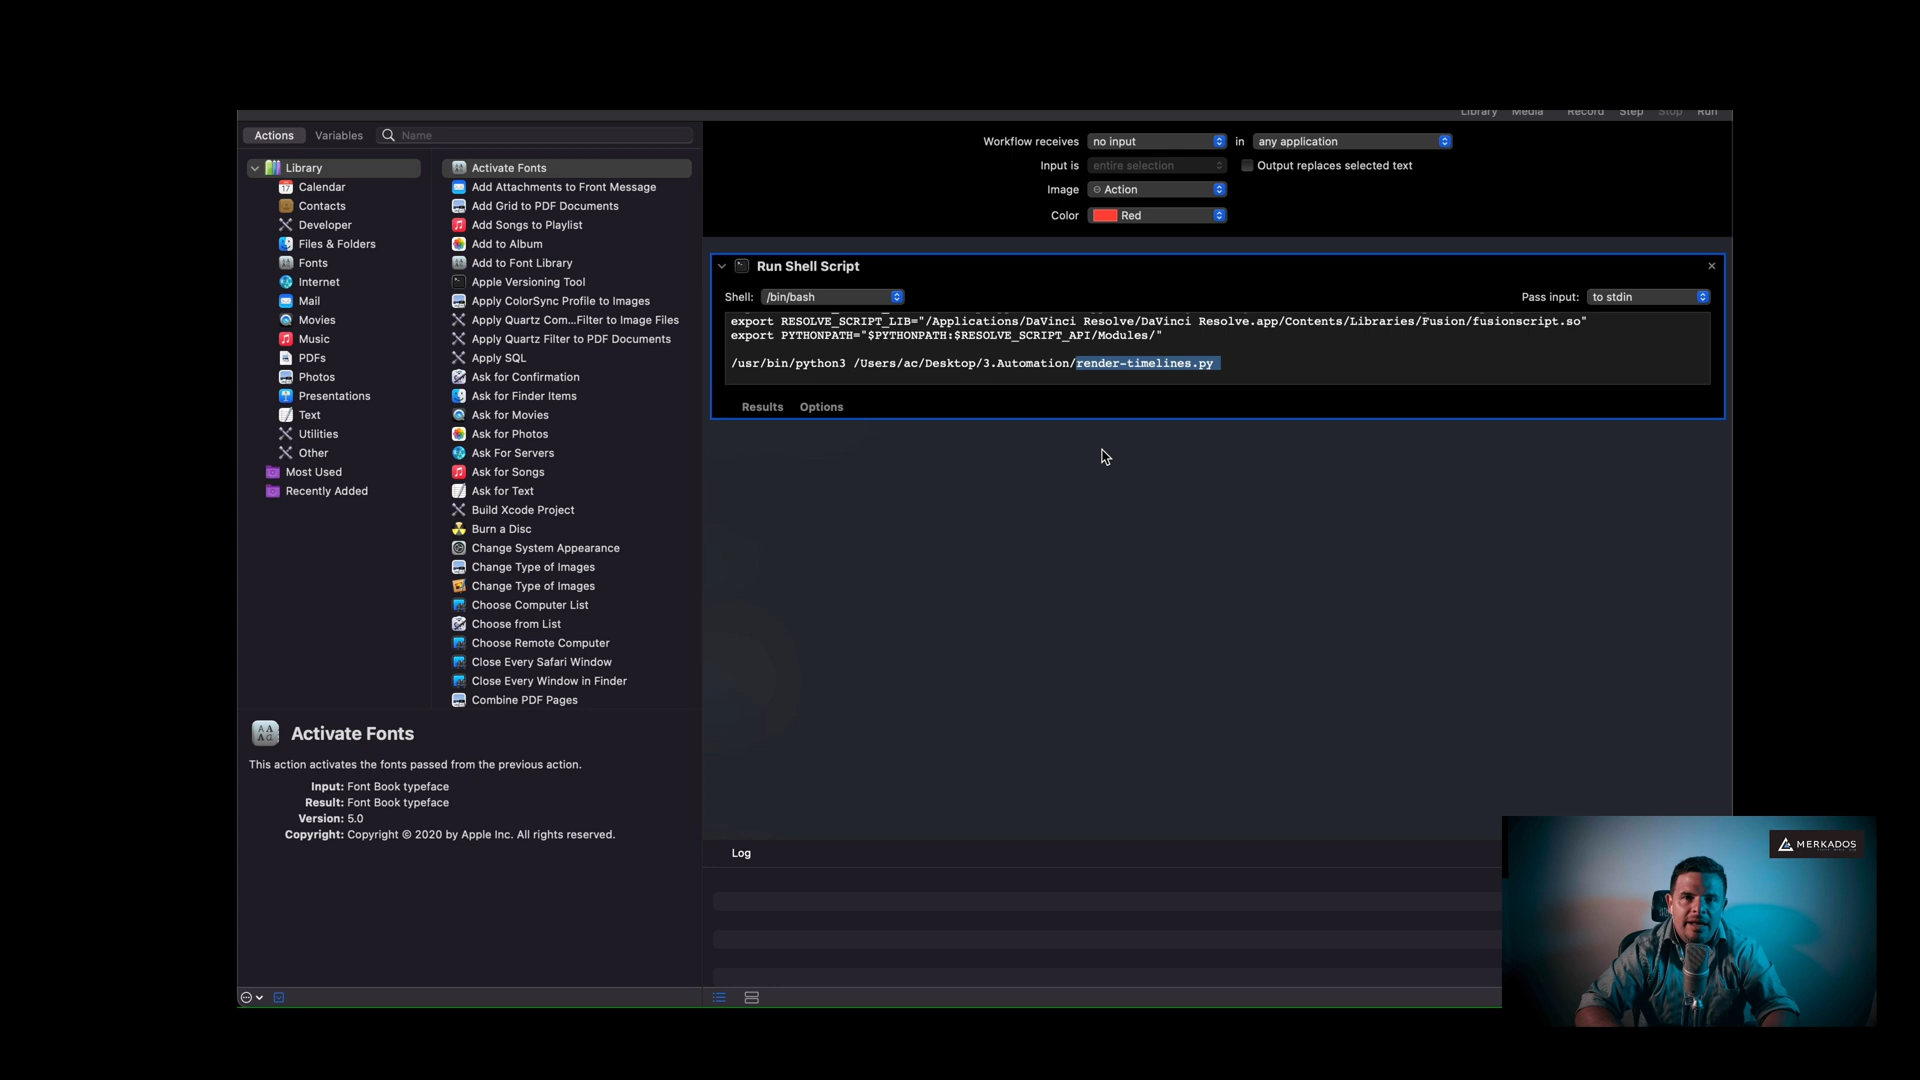 Library Media Record Step Stop Run
Actions Variables Name
Workflow receives no input in any application
Input is entire selection Output replaces selected text
Image Action
Color Red
Library
Calendar
Contacts
Developer
Files & Folders
Fonts
Internet
Mail
Movies
Music
PDFs
Photos
Presentations
Text
Utilities
Other
Most Used
Recently Added
Activate Fonts
Add Attachments to Front Message
Add Grid to PDF Documents
Add Songs to Playlist
Add to Album
Add to Font Library
Apple Versioning Tool
Apply ColorSync Profile to Images
Apply Quartz Com...Filter to Image Files
Apply Quartz Filter to PDF Documents
Apply SQL
Ask for Confirmation
Ask for Finder Items
Ask for Movies
Ask for Photos
Ask For Servers
Ask for Songs
Ask for Text
Build Xcode Project
Burn a Disc
Change System Appearance
Change Type of Images
Change Type of Images
Choose Computer List
Choose from List
Choose Remote Computer
Close Every Safari Window
Close Every Window in Finder
Combine PDF Pages
Run Shell Script
Shell: /bin/bash Pass input: to stdin
export RESOLVE_SCRIPT_LIB="/Applications/DaVinci Resolve/DaVinci Resolve.app/Contents/Libraries/Fusion/fusionscript.so"
export PYTHONPATH="$PYTHONPATH:$RESOLVE_SCRIPT_API/Modules/"
/usr/bin/python3 /Users/ac/Desktop/3.Automation/render-timelines.py
Results Options
Activate Fonts
This action activates the fonts passed from the previous action.
Input: Font Book typeface
Result: Font Book typeface
Version: 5.0
Copyright: Copyright © 2020 by Apple Inc. All rights reserved.
Log
MERKADOS